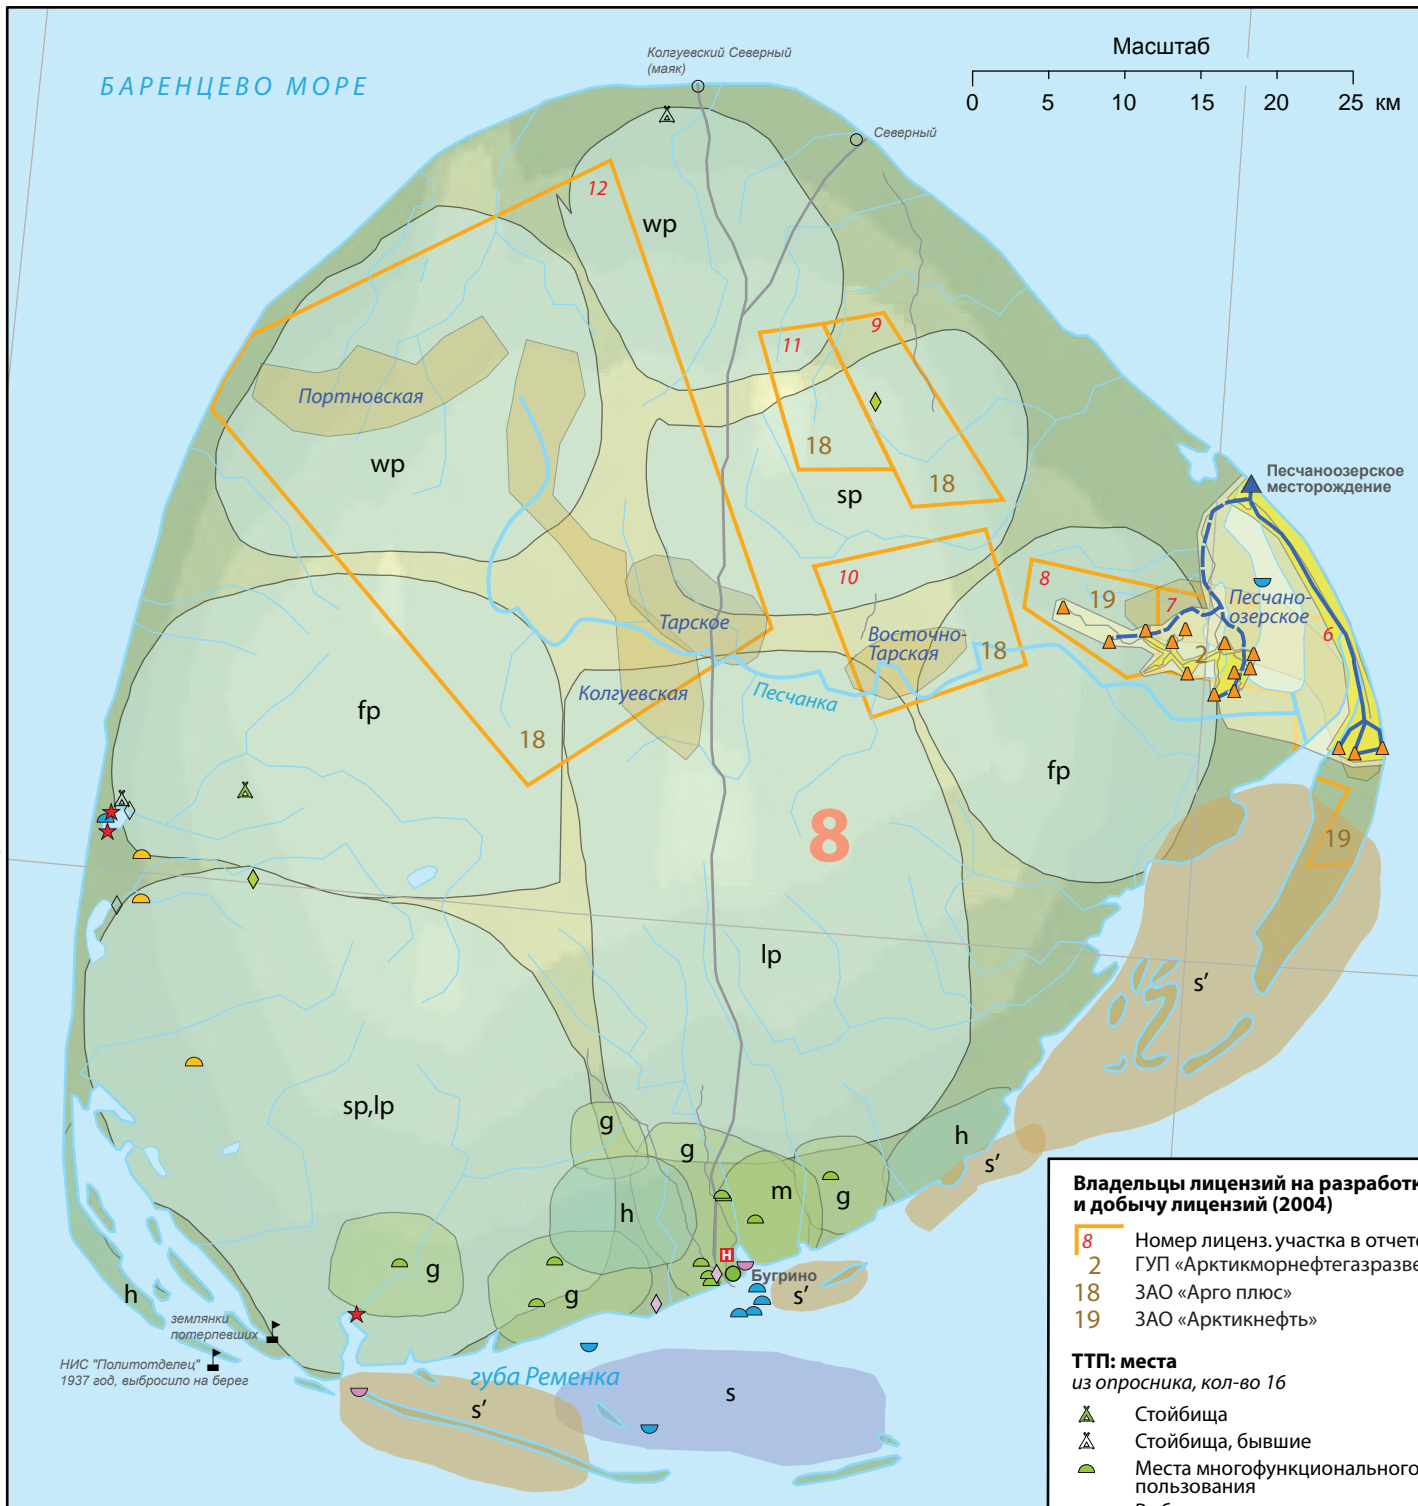 Колгуевский Северный
(маяк)
Масштаб
БАРЕНЦЕВО МОРЕ
0 5 10 15 20 25 км
Северный
12
wp
9
11
Портновская
18
wp
18
sp
Песчаноозерское
месторождение
10
8
19
7
Песчано-
озерское
Тарское
Восточно-
Тарская
18
6
2
Колгуевская
Песчанка
fp
18
fp
8
19
lp
s'
sp,lp
g
g
h
s'
m
g
h
H
g
Бугрино
s'
h
g
землянки
потерпевших
НИС "Политотделец"
1937 год, выбросило на берег
губа Ременка
s
s'
Владельцы лицензий на разработк
и добычу лицензий (2004)
8 Номер лиценз. участка в отчете
2 ГУП «Арктикморнефтегазразве
18 ЗАО «Арго плюс»
19 ЗАО «Арктикнефть»
ТТП: места
из опросника, кол-во 16
Стойбища
Стойбища, бывшие
Места многофункционального
пользования